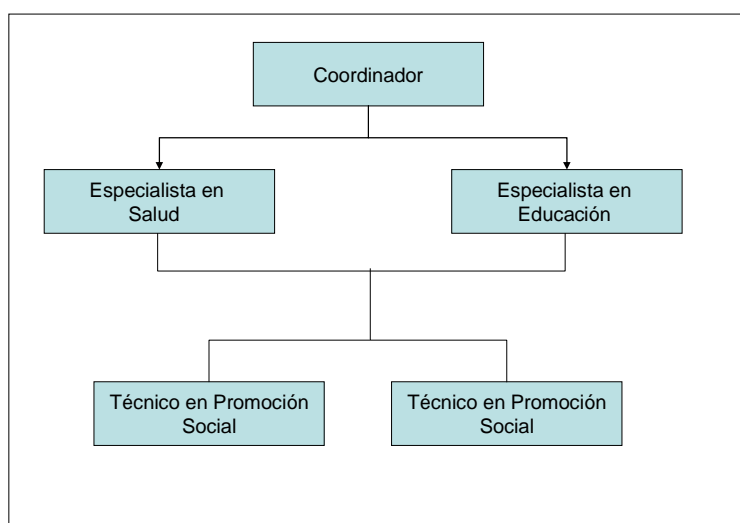 Coordinador
Especialista en
Salud
Especialista en
Educación
Técnico en Promoción
Social
Técnico en Promoción
Social